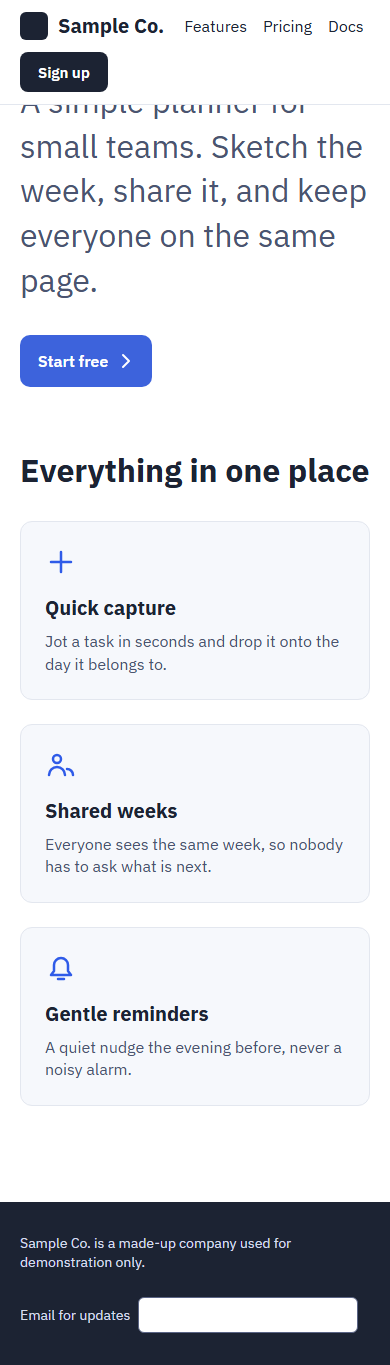 Sample Co. Features Pricing Docs
Sign up
A simple planner for
small teams. Sketch the
week, share it, and keep
everyone on the same
page.
Start free
Everything in one place
Quick capture
Jot a task in seconds and drop it onto the
day it belongs to.
Shared weeks
Everyone sees the same week, so nobody
has to ask what is next.
Gentle reminders
A quiet nudge the evening before, never a
noisy alarm.
Sample Co. is a made-up company used for
demonstration only.
Email for updates